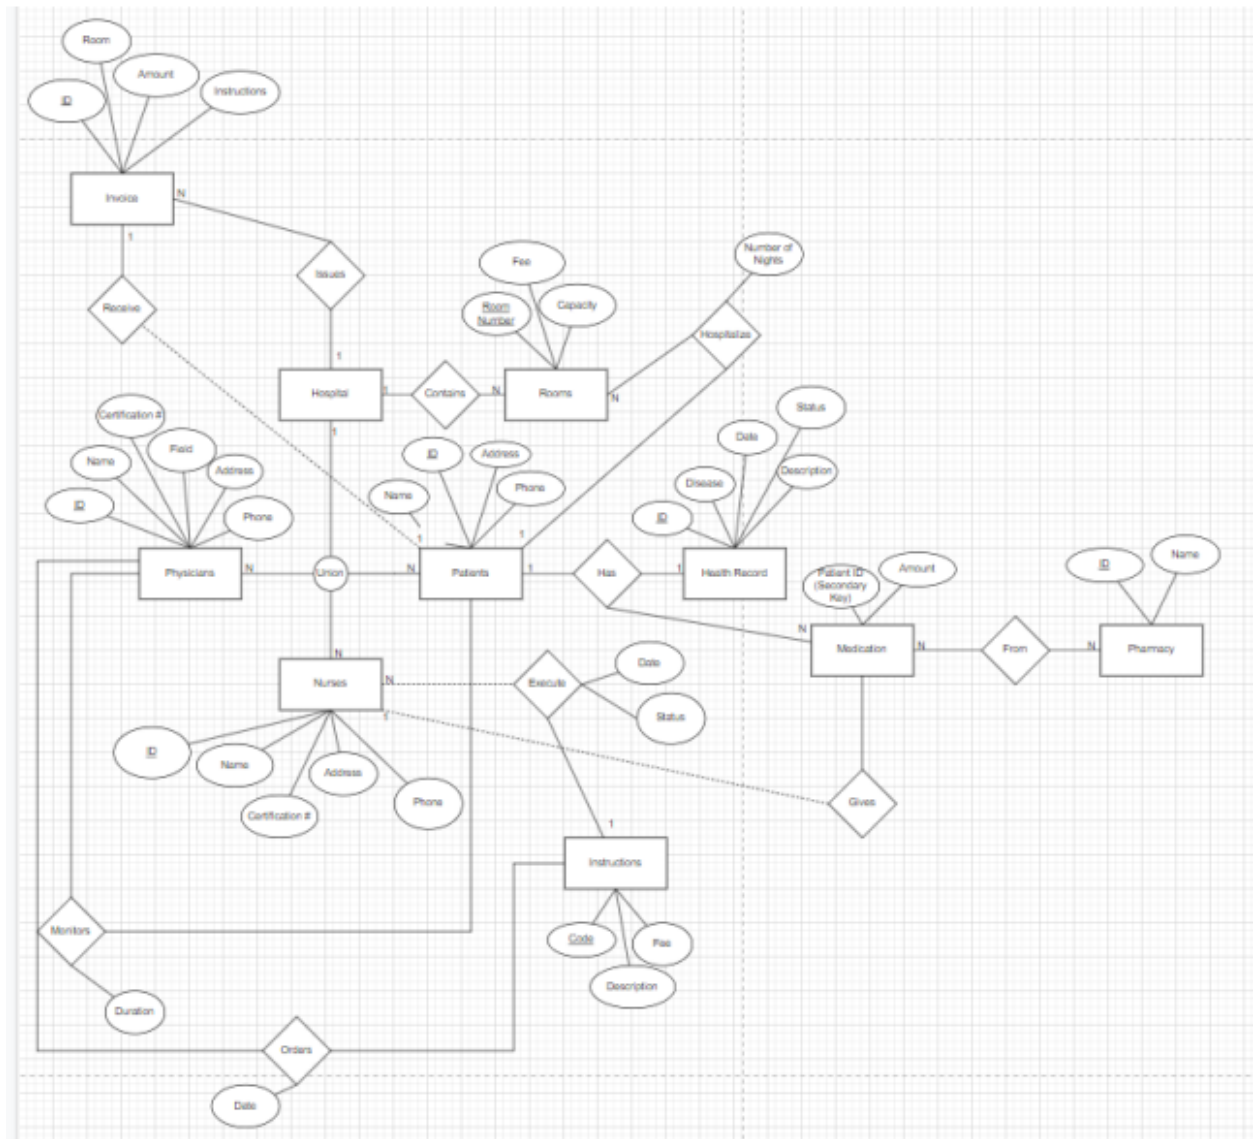 Room
Amount
ID
Instructions
Invoice
N
1
Issues
Receive
1
Number of
Nights
Fee
Room
Number
Capacity
Hospitalize
Hospital
1
Contains
N
Rooms
N
1
Certification #
Field
Name
Address
ID
Phone
ID
Address
Name
Phone
1
1
Status
Date
Disease
Description
ID
Physicians
N
Union
N
Patients
1
Has
1
Health Record
Patient ID
(Secondary
Key)
Amount
ID
Name
N
Medication
N
From
N
Pharmacy
N
Nurses
N
1
Execute
Date
Status
ID
Name
Address
Certification #
Phone
Gives
1
Instructions
Code
Fee
Description
Monitors
Duration
Orders
Date